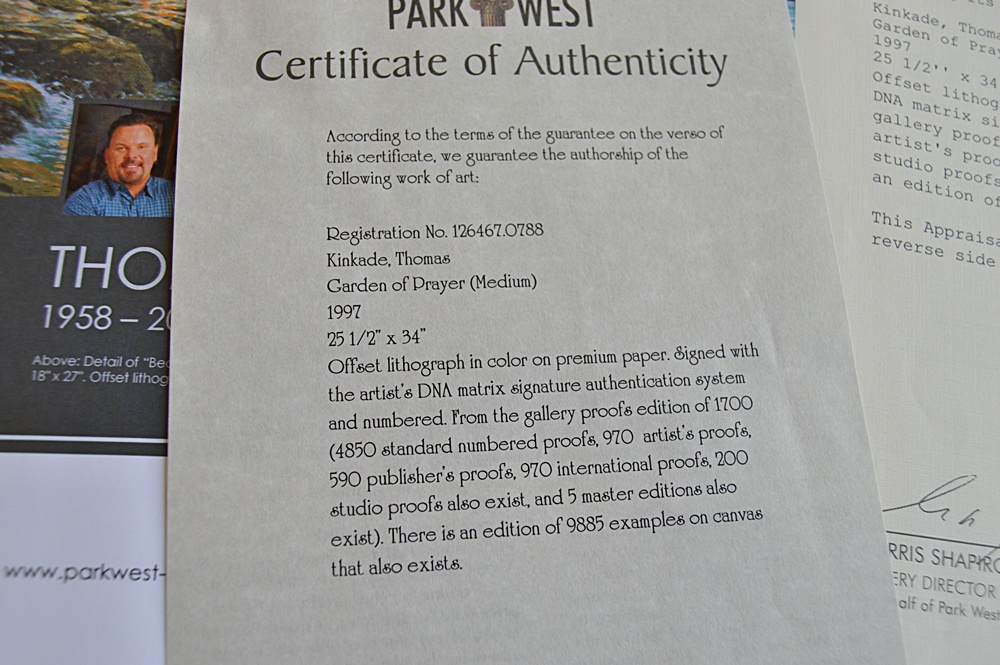 PARK WEST
Certificate of Authenticity
According to the terms of the guarantee on the verso of
this certificate, we guarantee the authorship of the
following work of art:
Registration No. 126467.0788
Kinkade, Thomas
Garden of Prayer (Medium)
1997
25 1/2" x 34"
Offset lithograph in color on premium paper. Signed with
the artist's DNA matrix signature authentication system
and numbered. From the gallery proofs edition of 1700
(4850 standard numbered proofs, 970 artist's proofs,
590 publisher's proofs, 970 international proofs, 200
studio proofs also exist, and 5 master editions also
exist). There is an edition of 9885 examples on canvas
that also exists.
THO
1958 – 20
Above: Detail of "Be
18" x 27". Offset lithog
www.parkwest-
Kinkade, Thoma
Garden of Pray
1997
25 1/2'' x 34
Offset lithog
DNA matrix si
gallery proof
artist's proo
studio proofs
an edition of
This Appraisa
reverse side
RRIS SHAPIRO
ERY DIRECTOR
alf of Park West